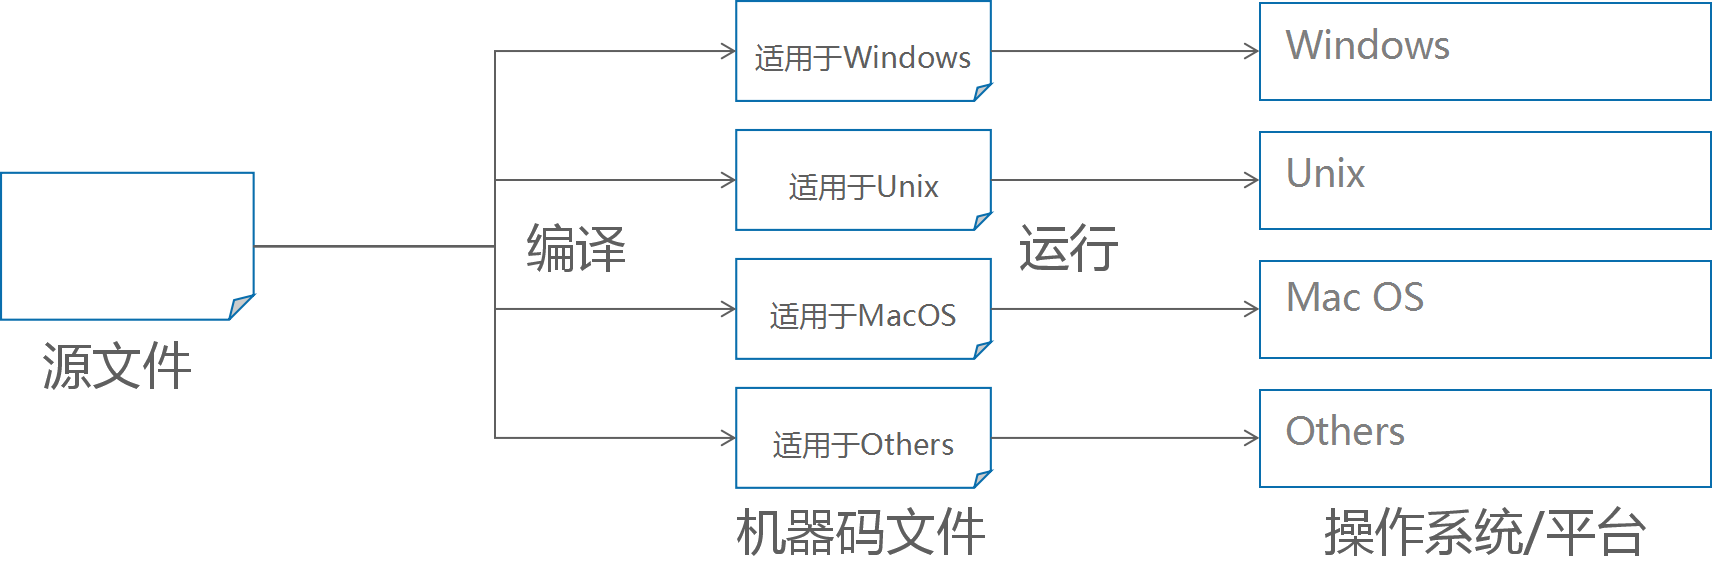 源文件
编译
适用于Windows
适用于Unix
适用于MacOS
适用于Others
机器码文件
运行
Windows
Unix
Mac OS
Others
操作系统/平台